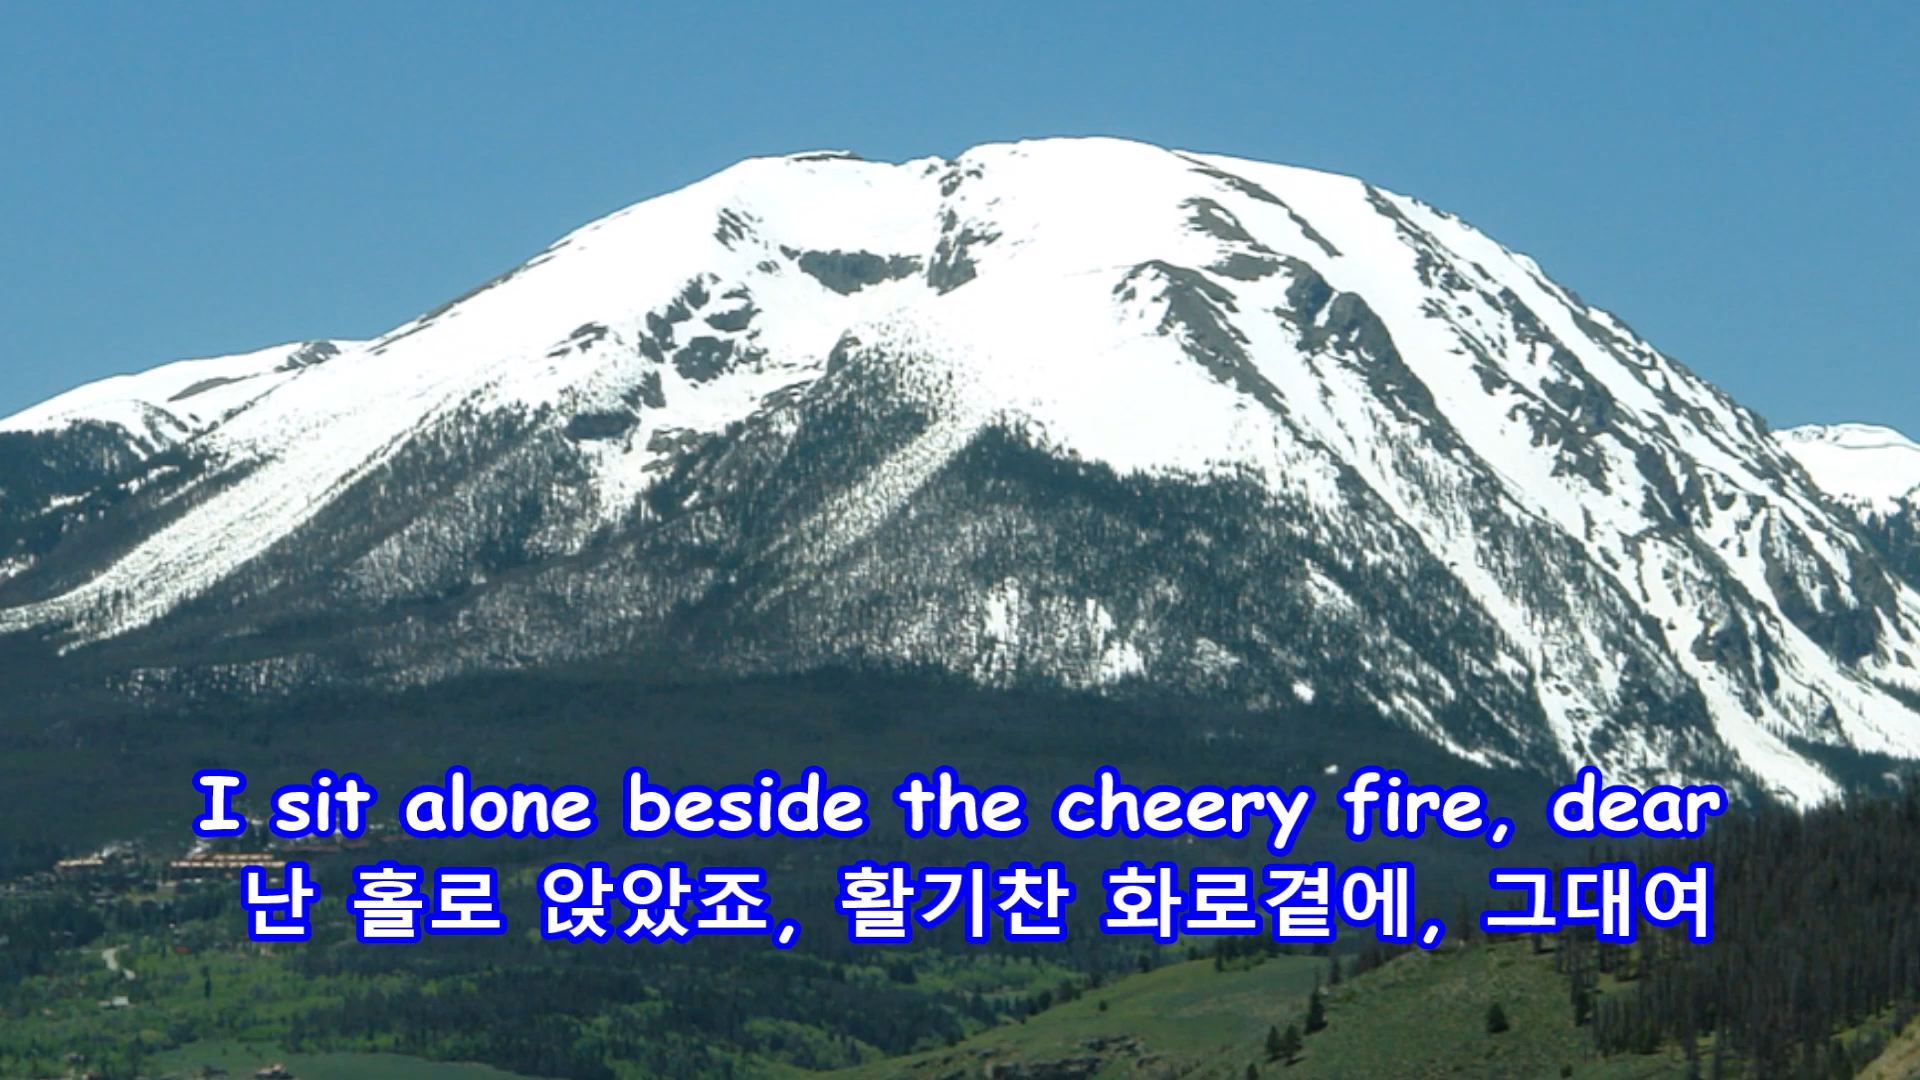 I sit alone beside the cheery fire, dear
난 홀로 앉았죠, 활기찬 화로곁에, 그대여